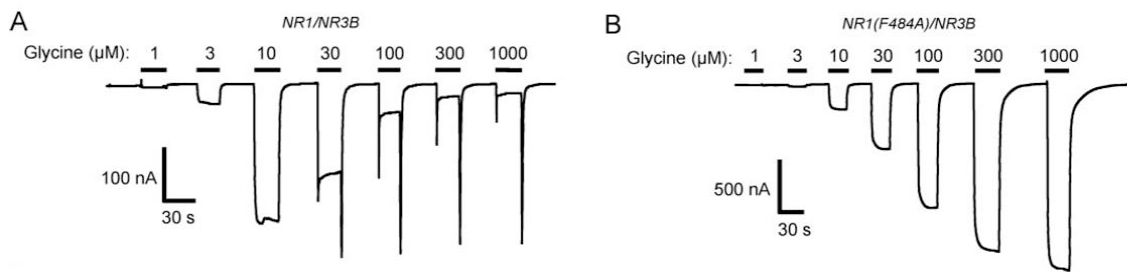 A
NR1/NR3B
Glycine (µM): 1 3 10 30 100 300 1000
100 nA
30 s
B
NR1(F484A)/NR3B
Glycine (µM): 1 3 10 30 100 300 1000
500 nA
30 s